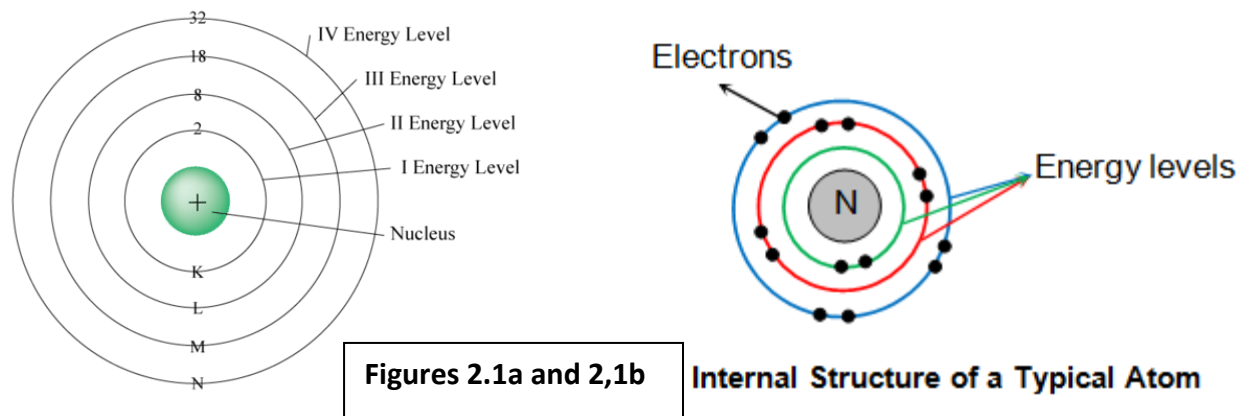 32
18
8
2
+
K
L
M
N
IV Energy Level
III Energy Level
II Energy Level
I Energy Level
Nucleus
Electrons
N
Energy levels
Figures 2.1a and 2,1b
Internal Structure of a Typical Atom